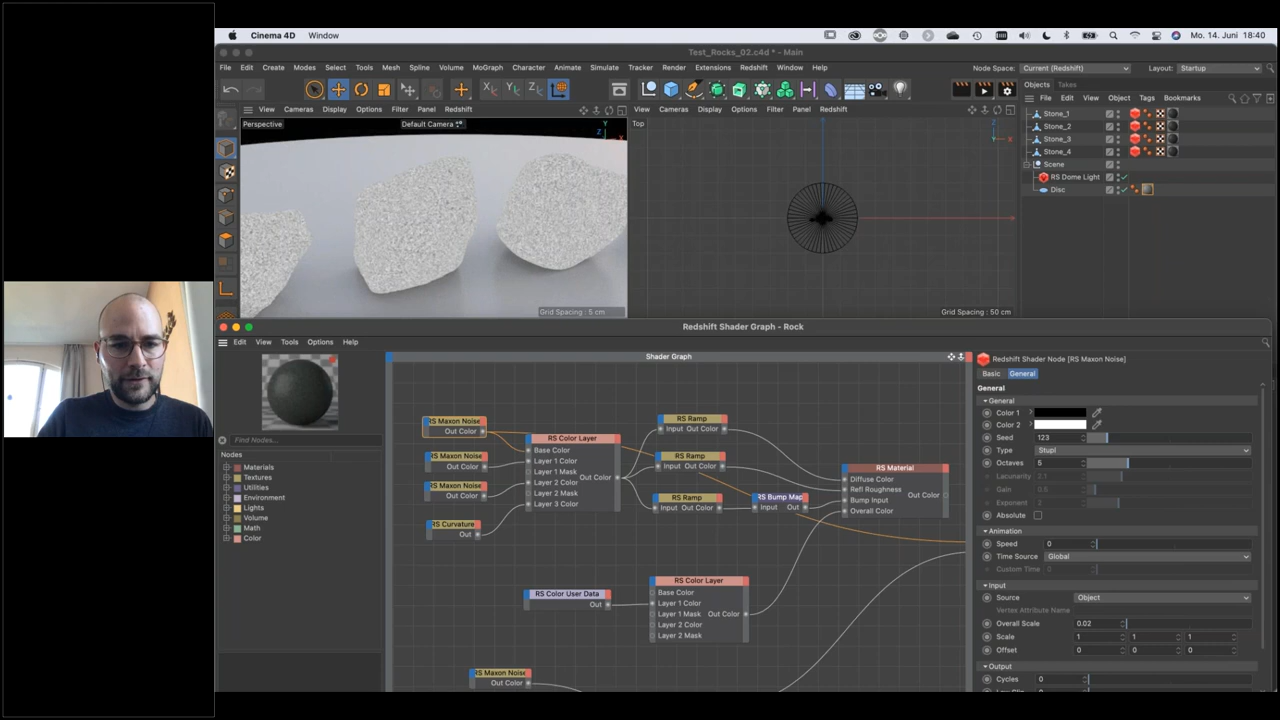 Cinema 4D Window Mo. 14. Juni 18:40
Test_Rocks_02.c4d * - Main
File Edit Create Modes Select Tools Mesh Spline Volume MoGraph Character Animate Simulate Tracker Render Extensions Redshift Window Help Node Space: Current (Redshift) Layout: Startup
Objects Takes
File Edit View Object Tags Bookmarks
View Cameras Display Options Filter Panel Redshift
View Cameras Display Options Filter Panel Redshift
Perspective Default Camera
Top
Y
Z
X
Z
X
Stone_1
Stone_2
Stone_3
Stone_4
Scene
RS Dome Light
Disc
Grid Spacing : 5 cm
Grid Spacing : 50 cm
Redshift Shader Graph - Rock
Edit View Tools Options Help
Shader Graph
Find Nodes...
Nodes
Materials
Textures
Utilities
Environment
Lights
Volume
Math
Color
RS Maxon Noise
Out Color
RS Maxon Noise
Out Color
RS Maxon Noise
Out Color
RS Curvature
Out
RS Color Layer
Base Color
Layer 1 Color
Layer 1 Mask
Out Color
Layer 2 Color
Layer 2 Mask
Layer 3 Color
RS Ramp
Input Out Color
RS Ramp
Input Out Color
RS Ramp
Input Out Color
RS Bump Map
Input Out
RS Material
Diffuse Color
Refl Roughness
Out Color
Bump Input
Overall Color
RS Color User Data
Out
RS Color Layer
Base Color
Layer 1 Color
Layer 1 Mask Out Color
Layer 2 Color
Layer 2 Mask
RS Maxon Noise
Out Color
Redshift Shader Node [RS Maxon Noise]
Basic General
General
General
Color 1
Color 2
Seed 123
Type Stupl
Octaves 5
Lacunarity 2.1
Gain 0.5
Exponent 2
Absolute
Animation
Speed 0
Time Source Global
Custom Time 0
Input
Source Object
Vertex Attribute Name
Overall Scale 0.02
Scale 1 1 1
Offset 0 0 0
Output
Cycles 0